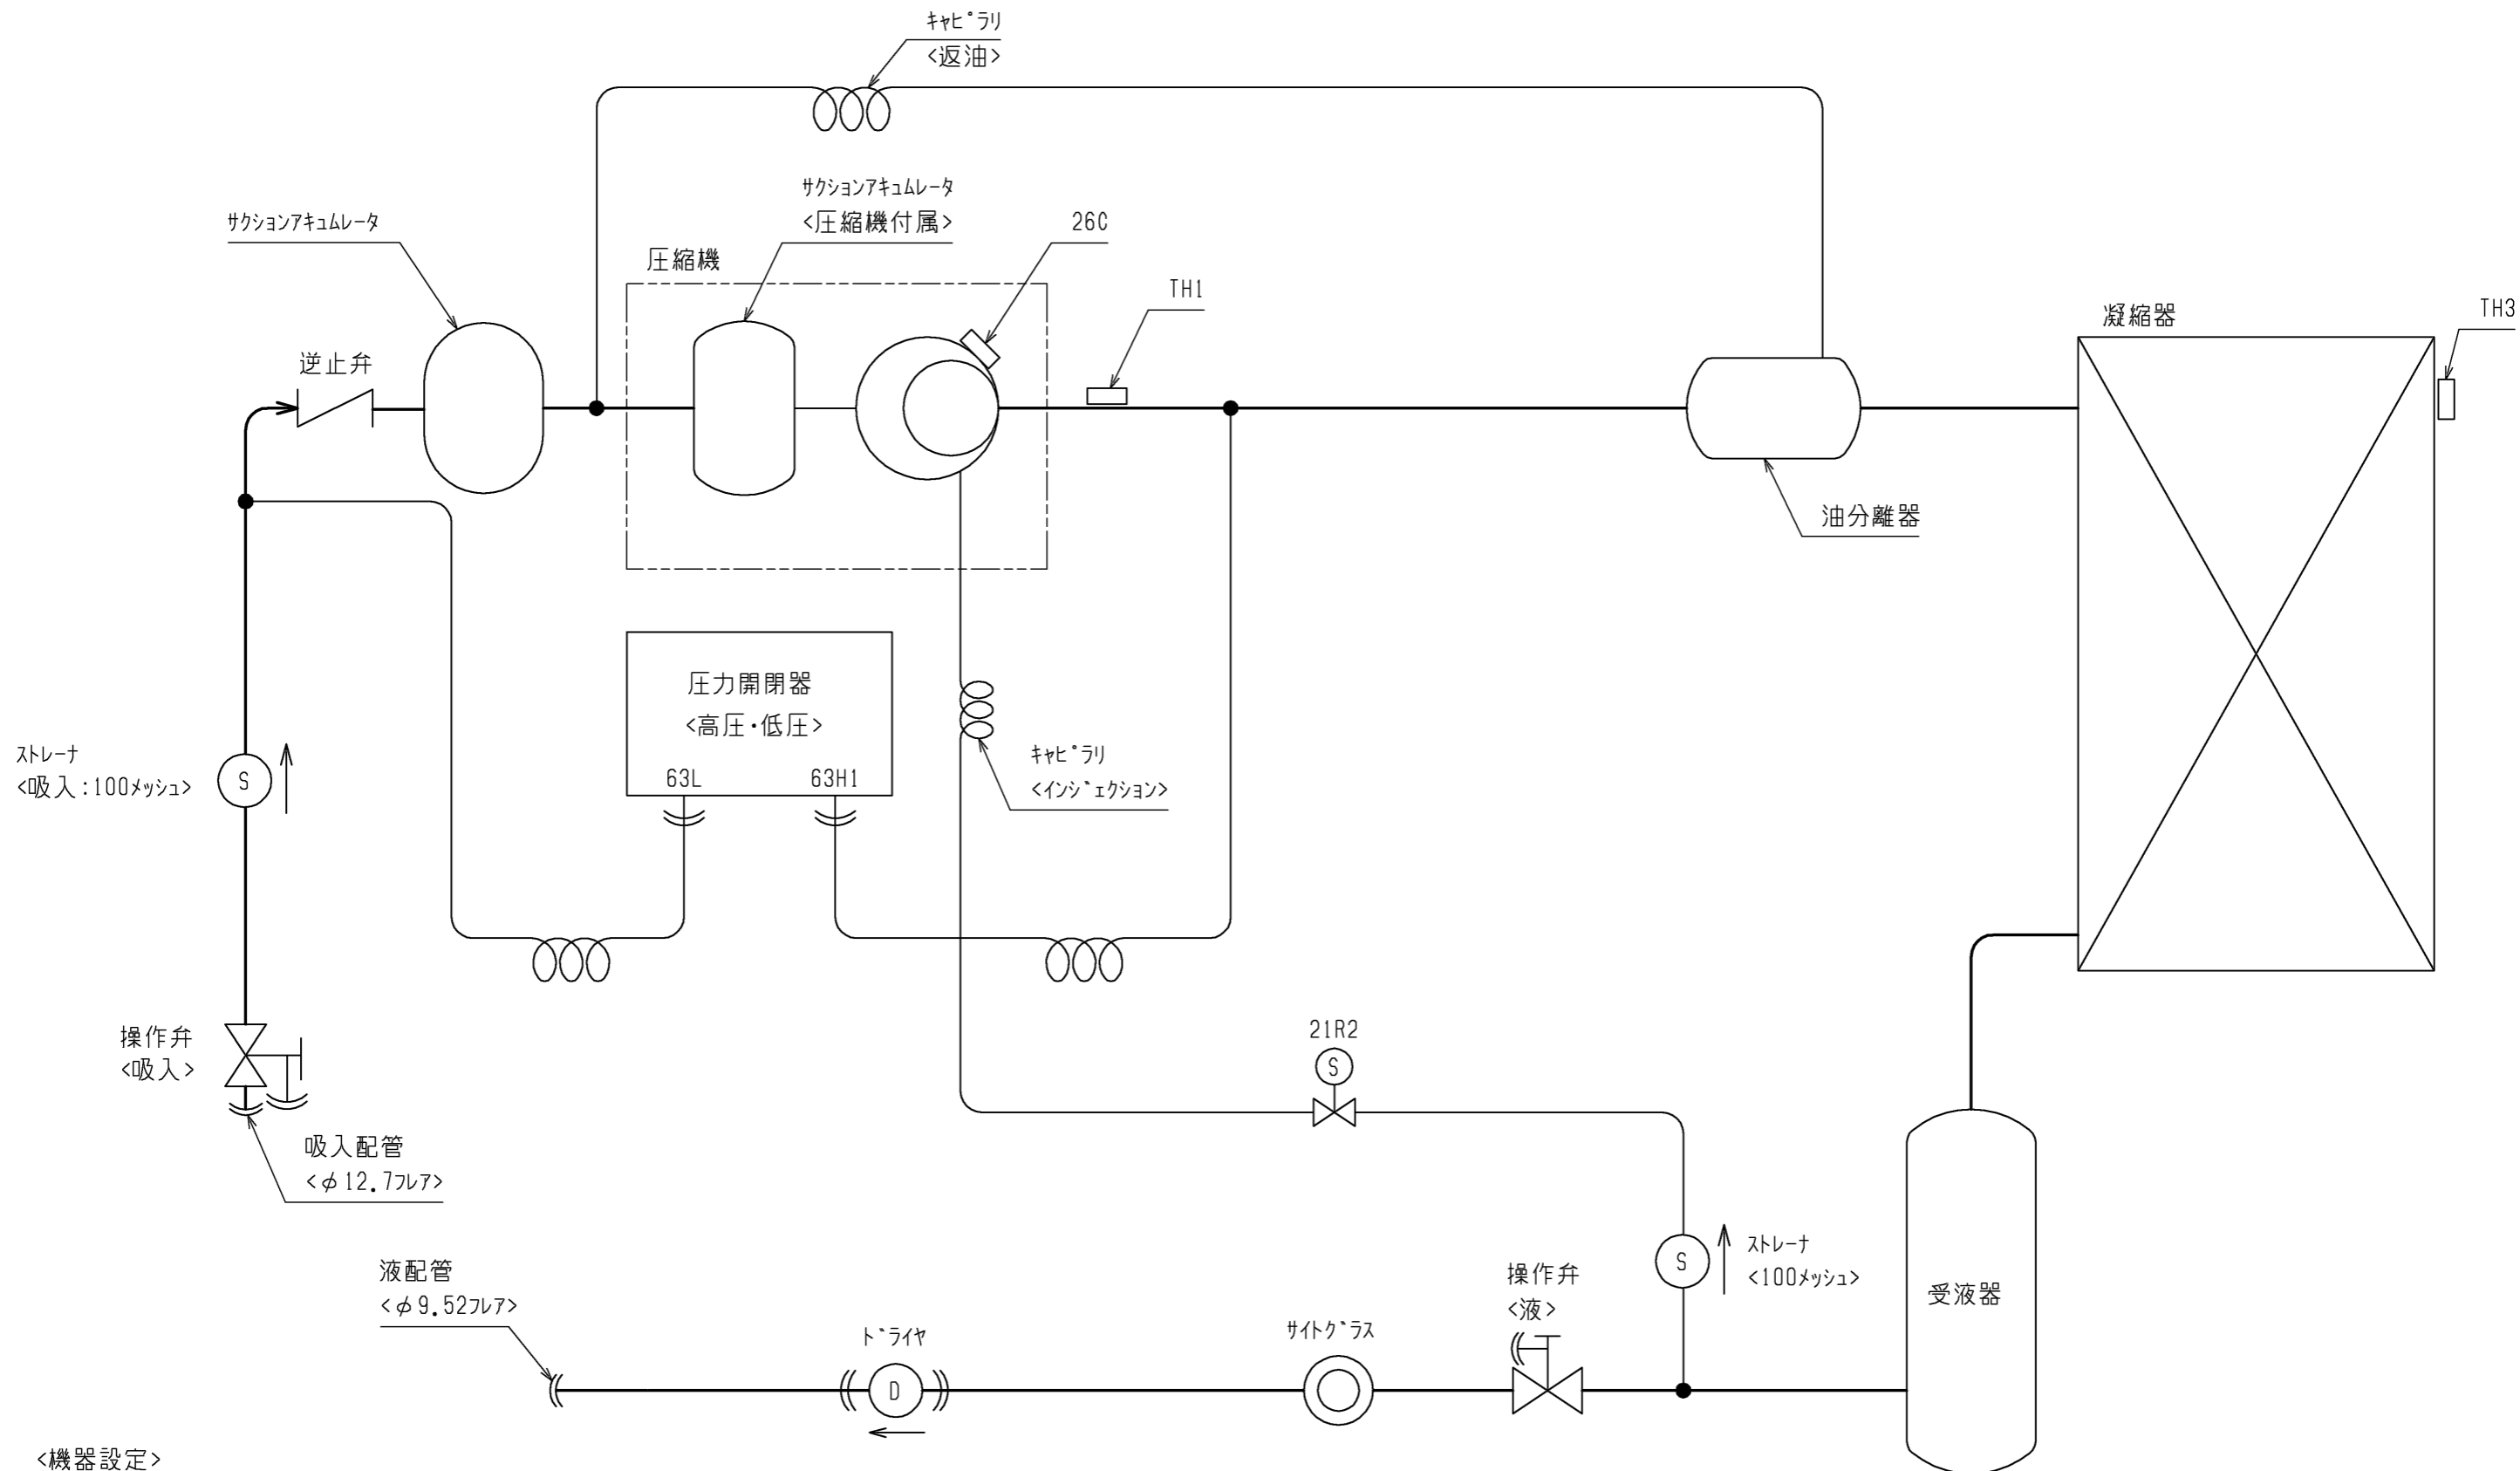 キャピラリ
<返油>
サクションアキュムレータ
<圧縮機付属>
サクションアキュムレータ
26C
圧縮機
TH1
凝縮器
TH3
逆止弁
油分離器
圧力開閉器
<高圧・低圧>
63L
63H1
ストレーナ
<吸入:100メッシュ>
S
キャピラリ
<インジェクション>
操作弁
<吸入>
21R2
S
吸入配管
<φ12.7フレア>
液配管
<φ9.52フレア>
ドライヤ
D
サイトグラス
操作弁
<液>
S
ストレーナ
<100メッシュ>
受液器
<機器設定>